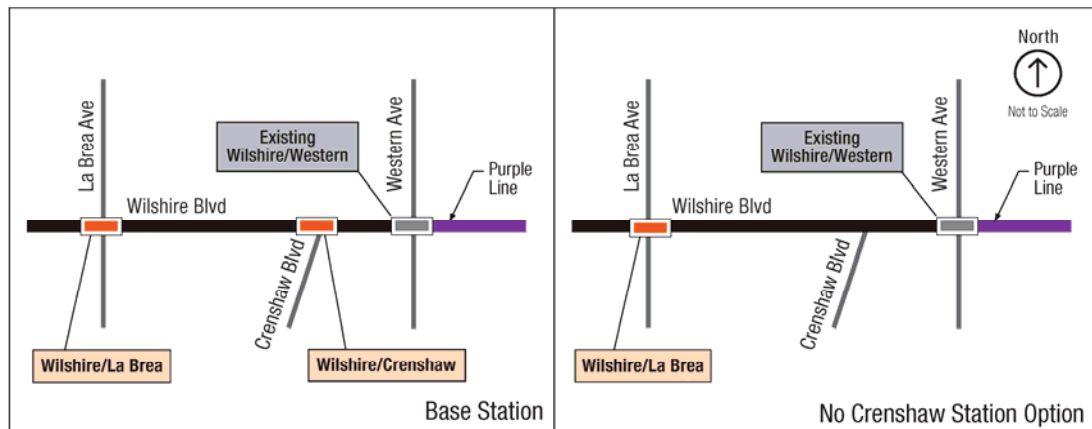 La Brea Ave
Existing
Wilshire/Western
Western Ave
Purple
Line
Wilshire Blvd
Crenshaw Blvd
Wilshire/La Brea
Wilshire/Crenshaw
Base Station
North
Not to Scale
La Brea Ave
Existing
Wilshire/Western
Western Ave
Purple
Line
Wilshire Blvd
Crenshaw Blvd
Wilshire/La Brea
No Crenshaw Station Option